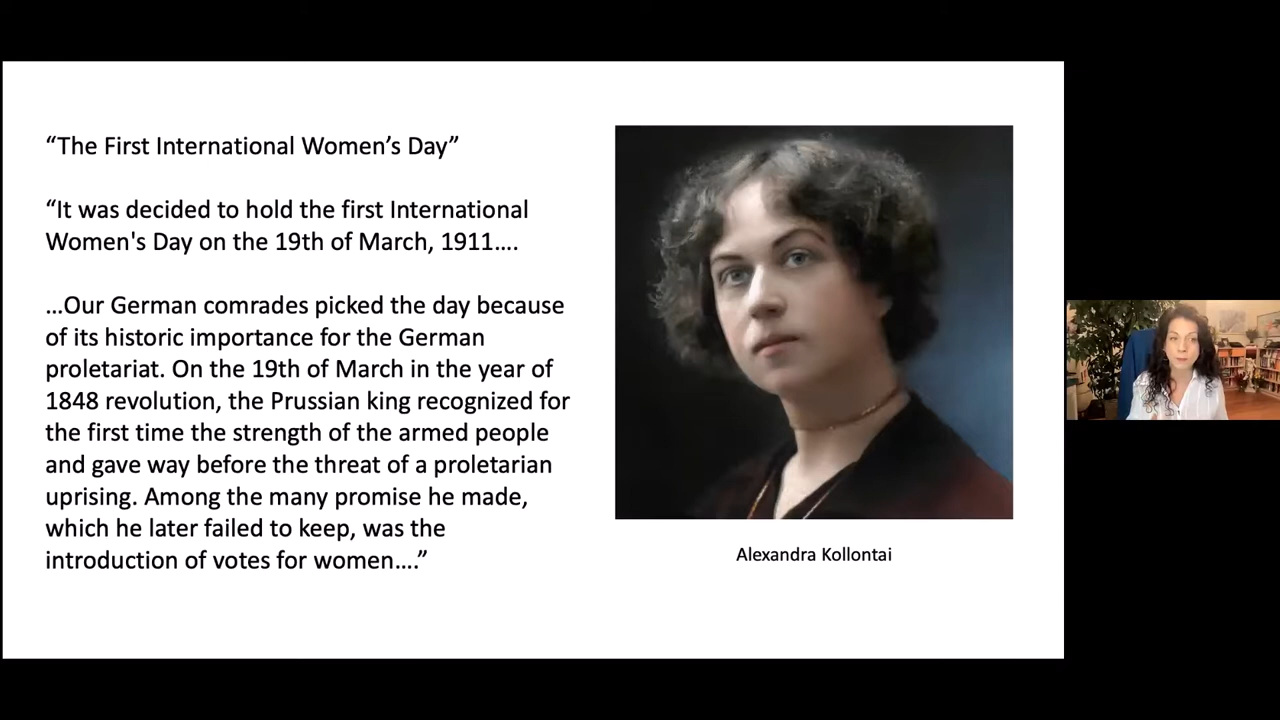 “The First International Women’s Day”
“It was decided to hold the first International
Women's Day on the 19th of March, 1911….
…Our German comrades picked the day because
of its historic importance for the German
proletariat. On the 19th of March in the year of
1848 revolution, the Prussian king recognized for
the first time the strength of the armed people
and gave way before the threat of a proletarian
uprising. Among the many promise he made,
which he later failed to keep, was the
introduction of votes for women….”
Alexandra Kollontai